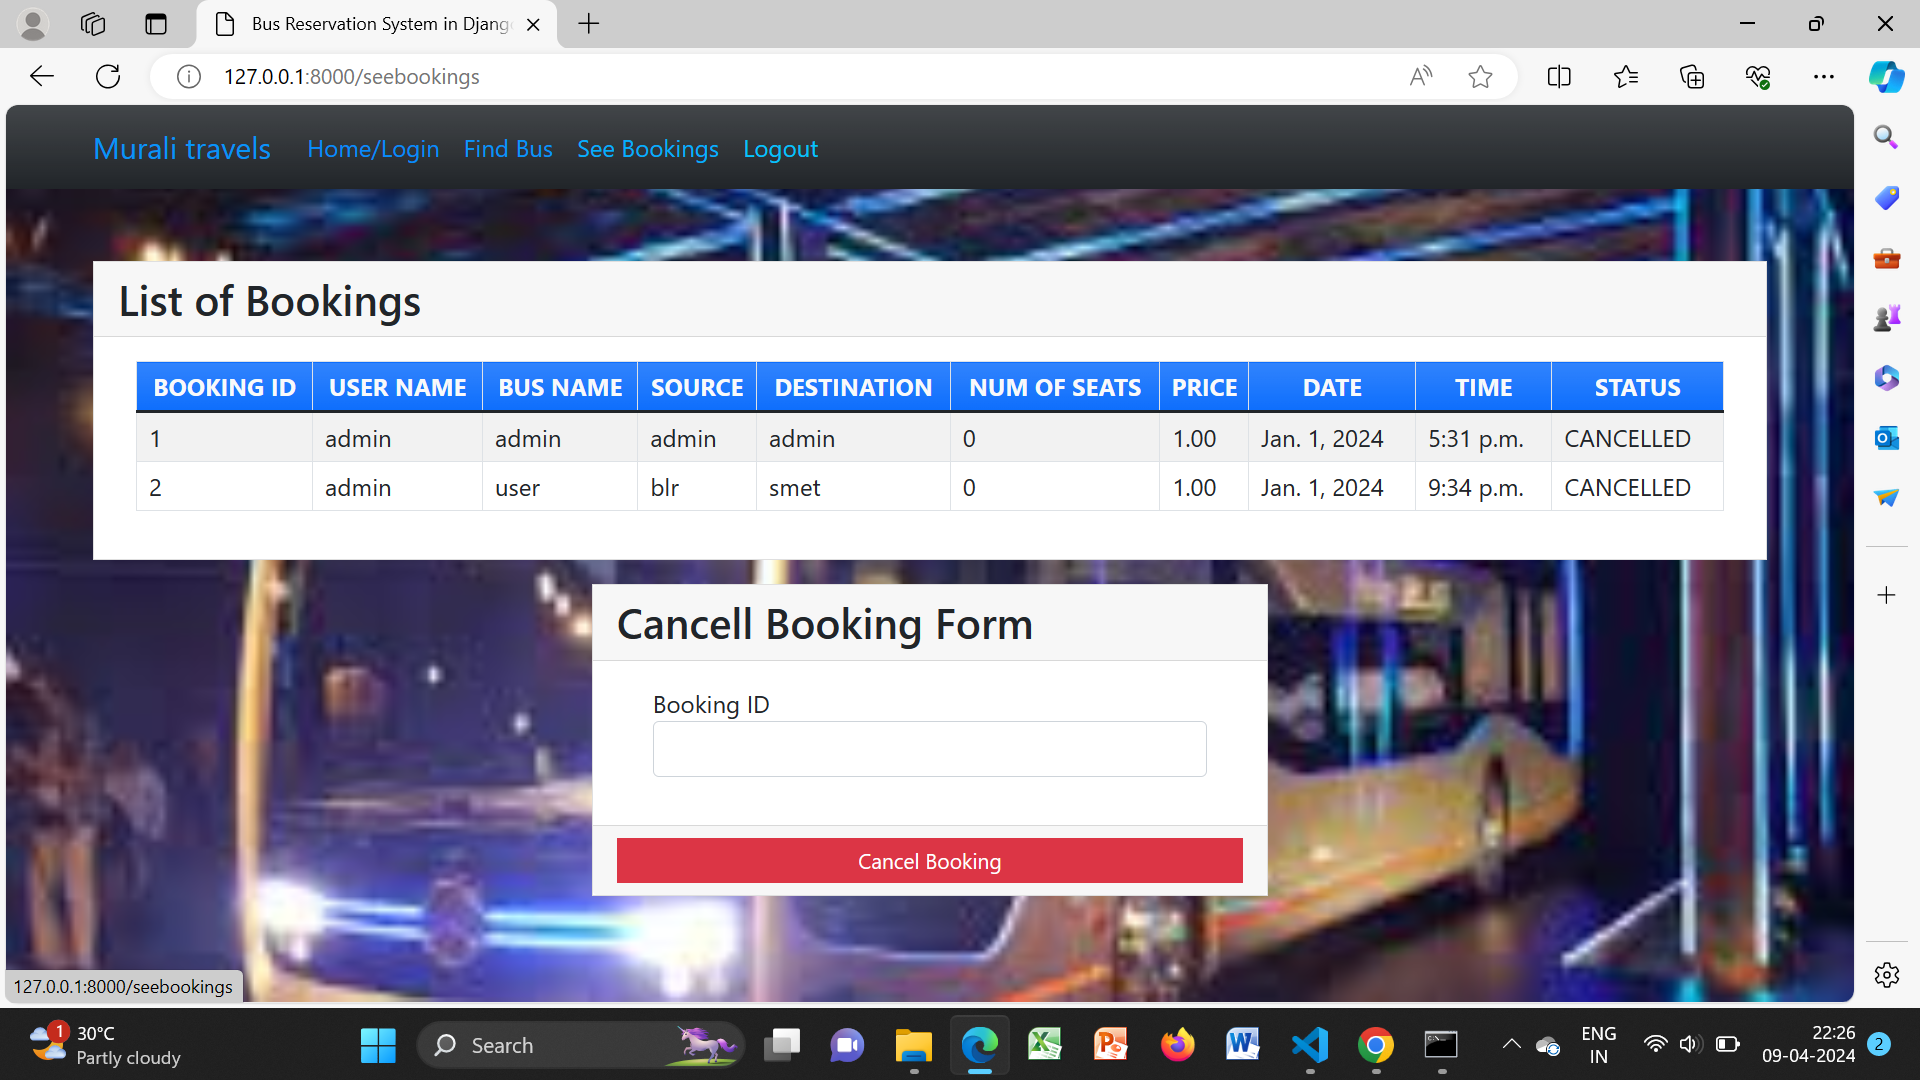 Bus Reservation System in Djang
127.0.0.1:8000/seebookings
Murali travels Home/Login Find Bus See Bookings Logout
List of Bookings
BOOKING ID USER NAME BUS NAME SOURCE DESTINATION NUM OF SEATS PRICE DATE TIME STATUS
1 admin admin admin admin 0 1.00 Jan. 1, 2024 5:31 p.m. CANCELLED
2 admin user blr smet 0 1.00 Jan. 1, 2024 9:34 p.m. CANCELLED
Cancell Booking Form
Booking ID
Cancel Booking
127.0.0.1:8000/seebookings
1 30°C
Partly cloudy
Search
ENG
IN
22:26
09-04-2024
2